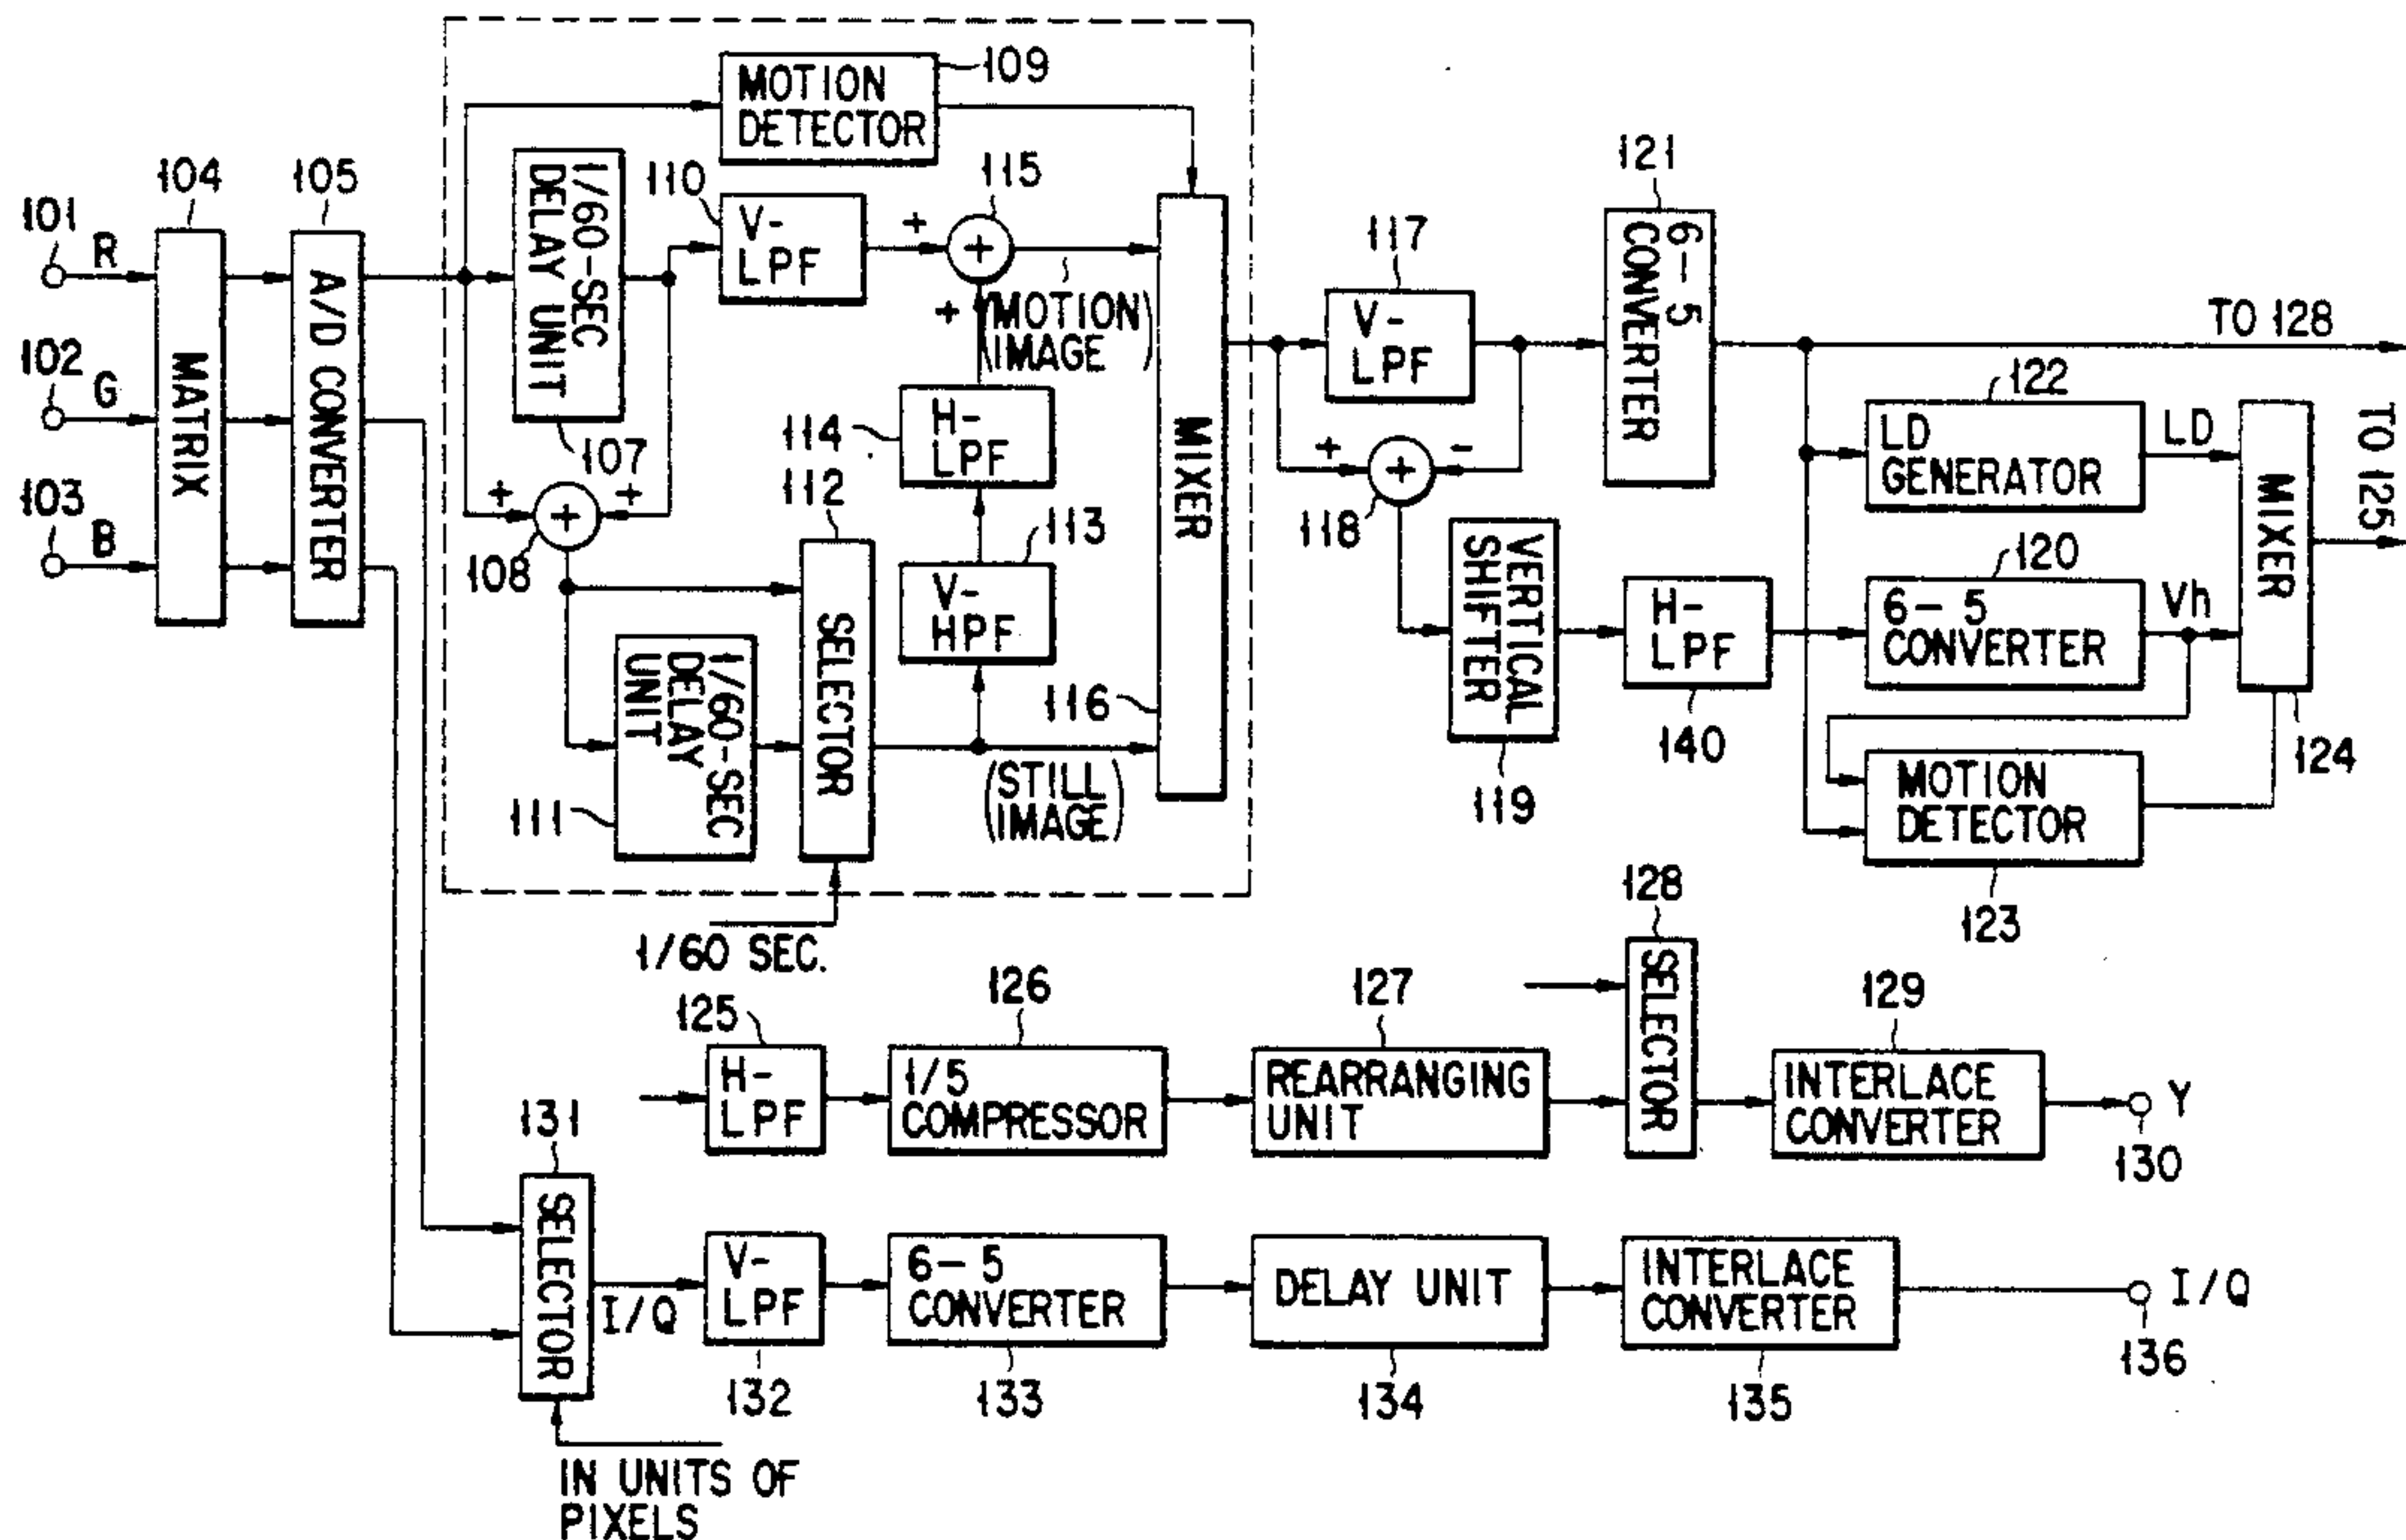 101
R
102
G
103
B
104
MATRIX
105
A/D CONVERTER
1/60-SEC
DELAY UNIT
107
+
+
+
108
MOTION
DETECTOR
109
110
V-
LPF
1/60-SEC
DELAY
UNIT
111
112
SELECTOR
1/60 SEC.
V-
HPF
113
H-
LPF
114
+
+
+
115
(MOTION)
(IMAGE)
(STILL)
(IMAGE)
MIXER
116
117
V-
LPF
+
-
+
118
VERTICAL
SHIFTER
119
H-
LPF
140
121
6-5
CONVERTER
TO 128
122
LD
GENERATOR
LD
120
6-5
CONVERTER
Vh
MOTION
DETECTOR
123
MIXER
124
TO 125
125
H-
LPF
126
1/5
COMPRESSOR
127
REARRANGING
UNIT
128
SELECTOR
129
INTERLACE
CONVERTER
Y
130
131
SELECTOR
IN UNITS OF
PIXELS
I/Q
V-
LPF
132
6-5
CONVERTER
133
DELAY UNIT
134
INTERLACE
CONVERTER
135
I/Q
136